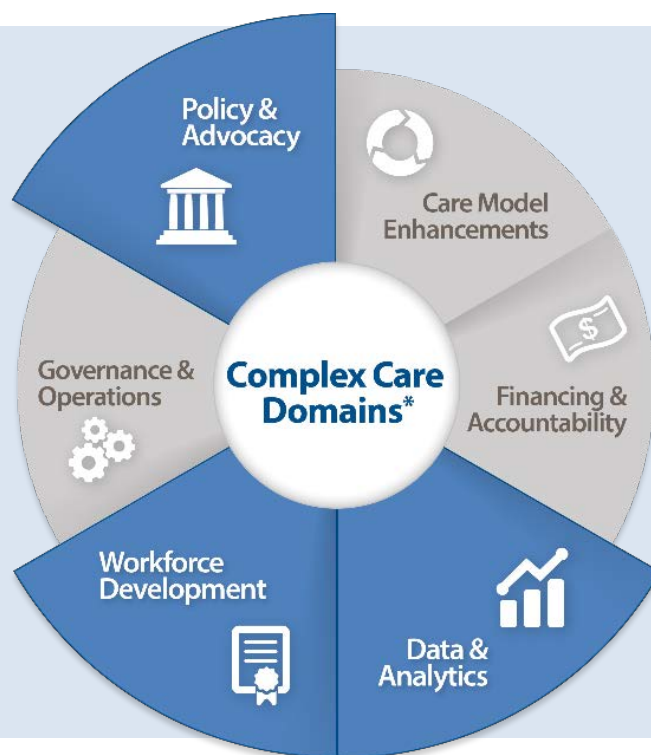 Policy &
Advocacy
Care Model
Enhancements
Governance &
Operations
Complex Care
Domains*
$
Financing &
Accountability
Workforce
Development
Data &
Analytics